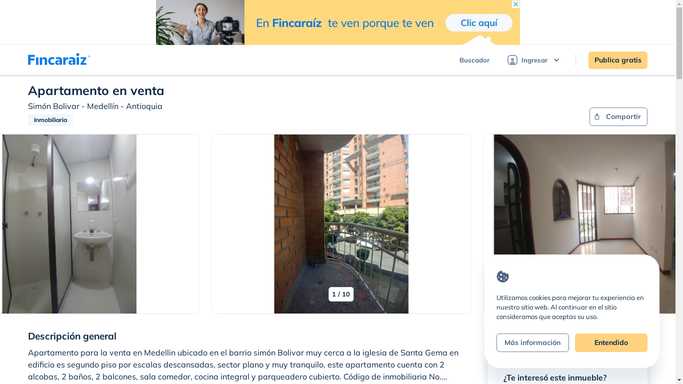 En Fincaraíz te ven porque te ven
Clic aquí
Fincaraiz
Buscador
Ingresar
Publica gratis
Apartamento en venta
Simón Bolivar - Medellín - Antioquia
Inmobiliaria
Compartir
1 / 10
Utilizamos cookies para mejorar tu experiencia en
nuestro sitio web. Al continuar en el sitio
consideramos que aceptas su uso.
Más información
Entendido
Descripción general
Apartamento para la venta en Medellin ubicado en el barrio simón Bolivar muy cerca a la iglesia de Santa Gema en
edificio es segundo piso por escalas descansadas, sector plano y muy tranquilo, este apartamento cuenta con 2
alcobas, 2 baños, 2 balcones, sala comedor, cocina integral y parqueadero cubierto. Código de inmobiliaria No....
¿Te interesó este inmueble?